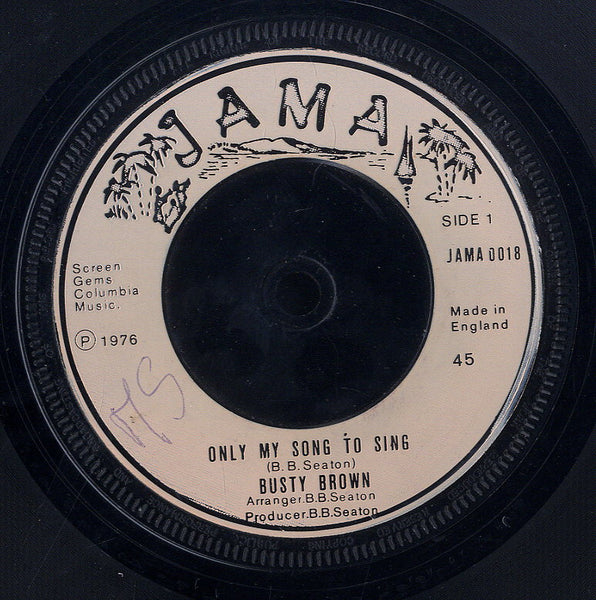 JAMA
SIDE 1
JAMA 0018
Screen
Gems
Columbia
Music.
Ⓟ 1976
Made in
England
45
ONLY MY SONG TO SING
(B.B.Seaton)
BUSTY BROWN
Arranger.B.B.Seaton
Producer.B.B.Seaton